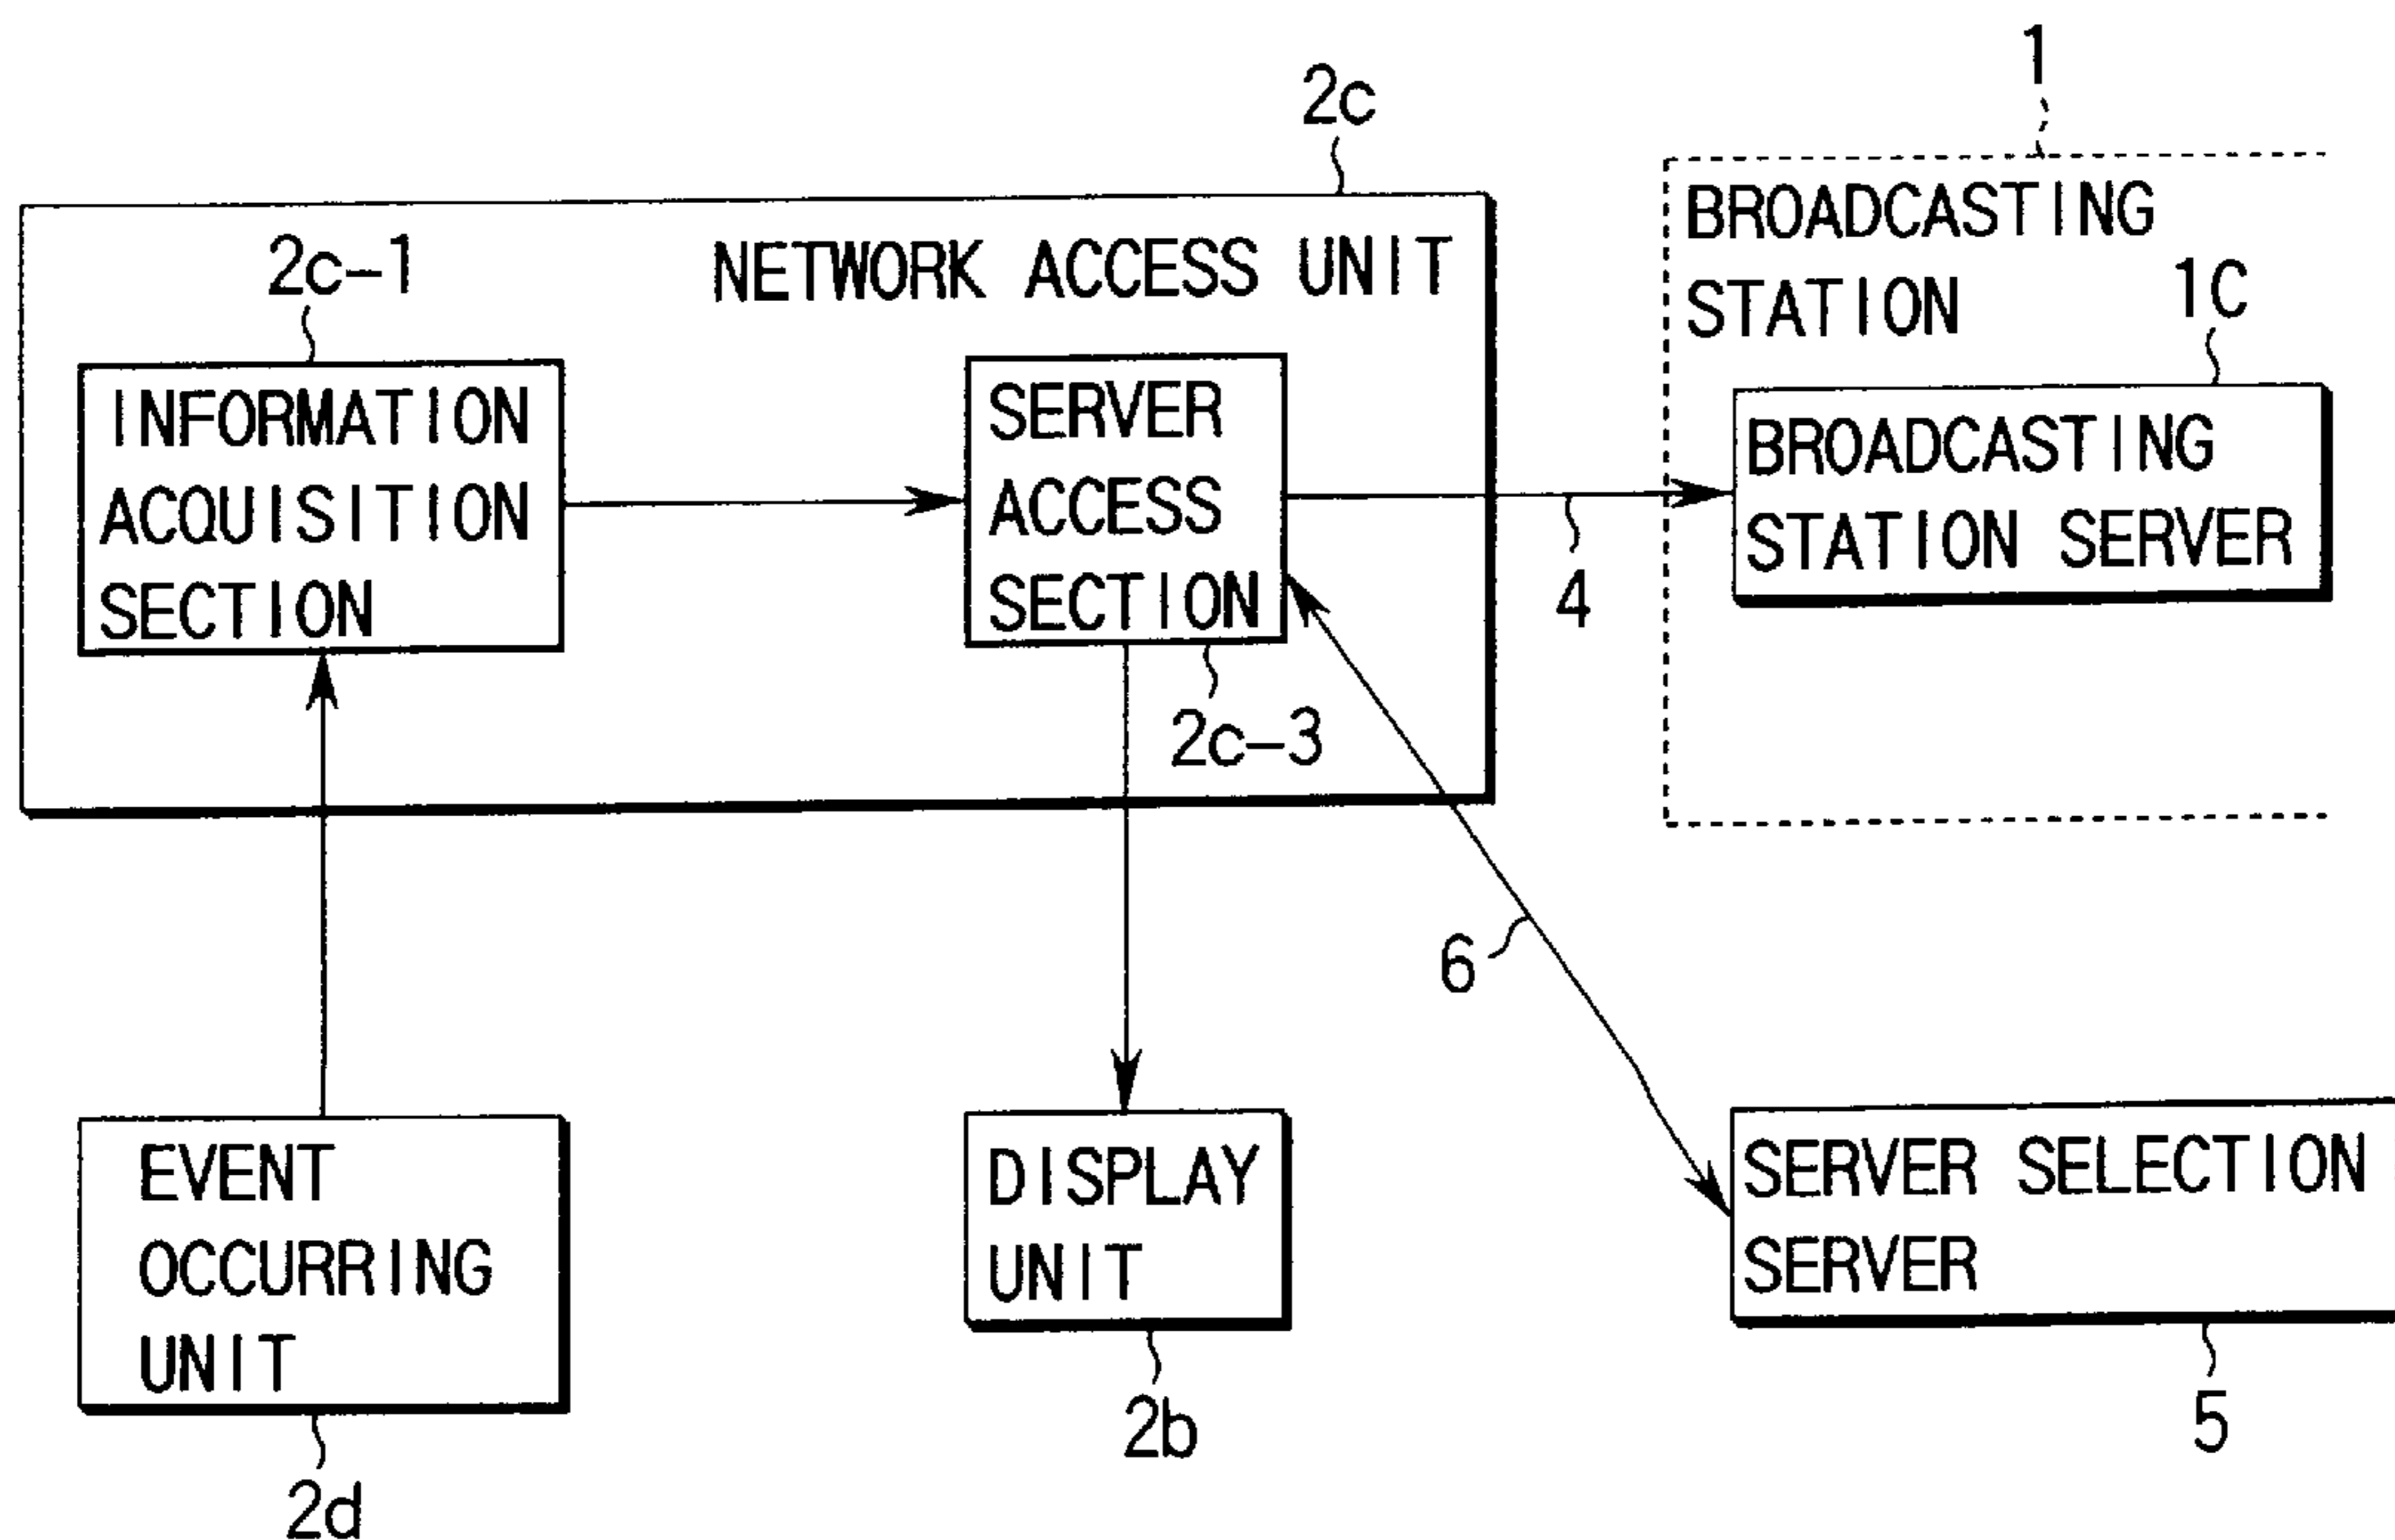 1
2c
BROADCASTING
STATION
2c-1
NETWORK ACCESS UNIT
1C
INFORMATION
ACQUISITION
SECTION
SERVER
ACCESS
SECTION
BROADCASTING
STATION SERVER
4
2c-3
6
EVENT
OCCURRING
UNIT
DISPLAY
UNIT
SERVER SELECTION
SERVER
2d
2b
5